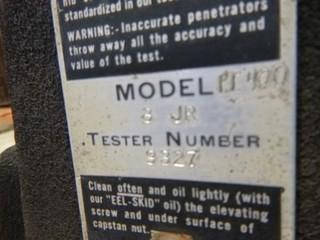 standardized in our
WARNING:- Inaccurate penetrators
throw away all the accuracy and
value of the test.
MODEL
3 JR
TESTER NUMBER
9327
Clean often and oil lightly (with
our "EEL-SKID" oil) the elevating
screw and under surface of
capstan nut.